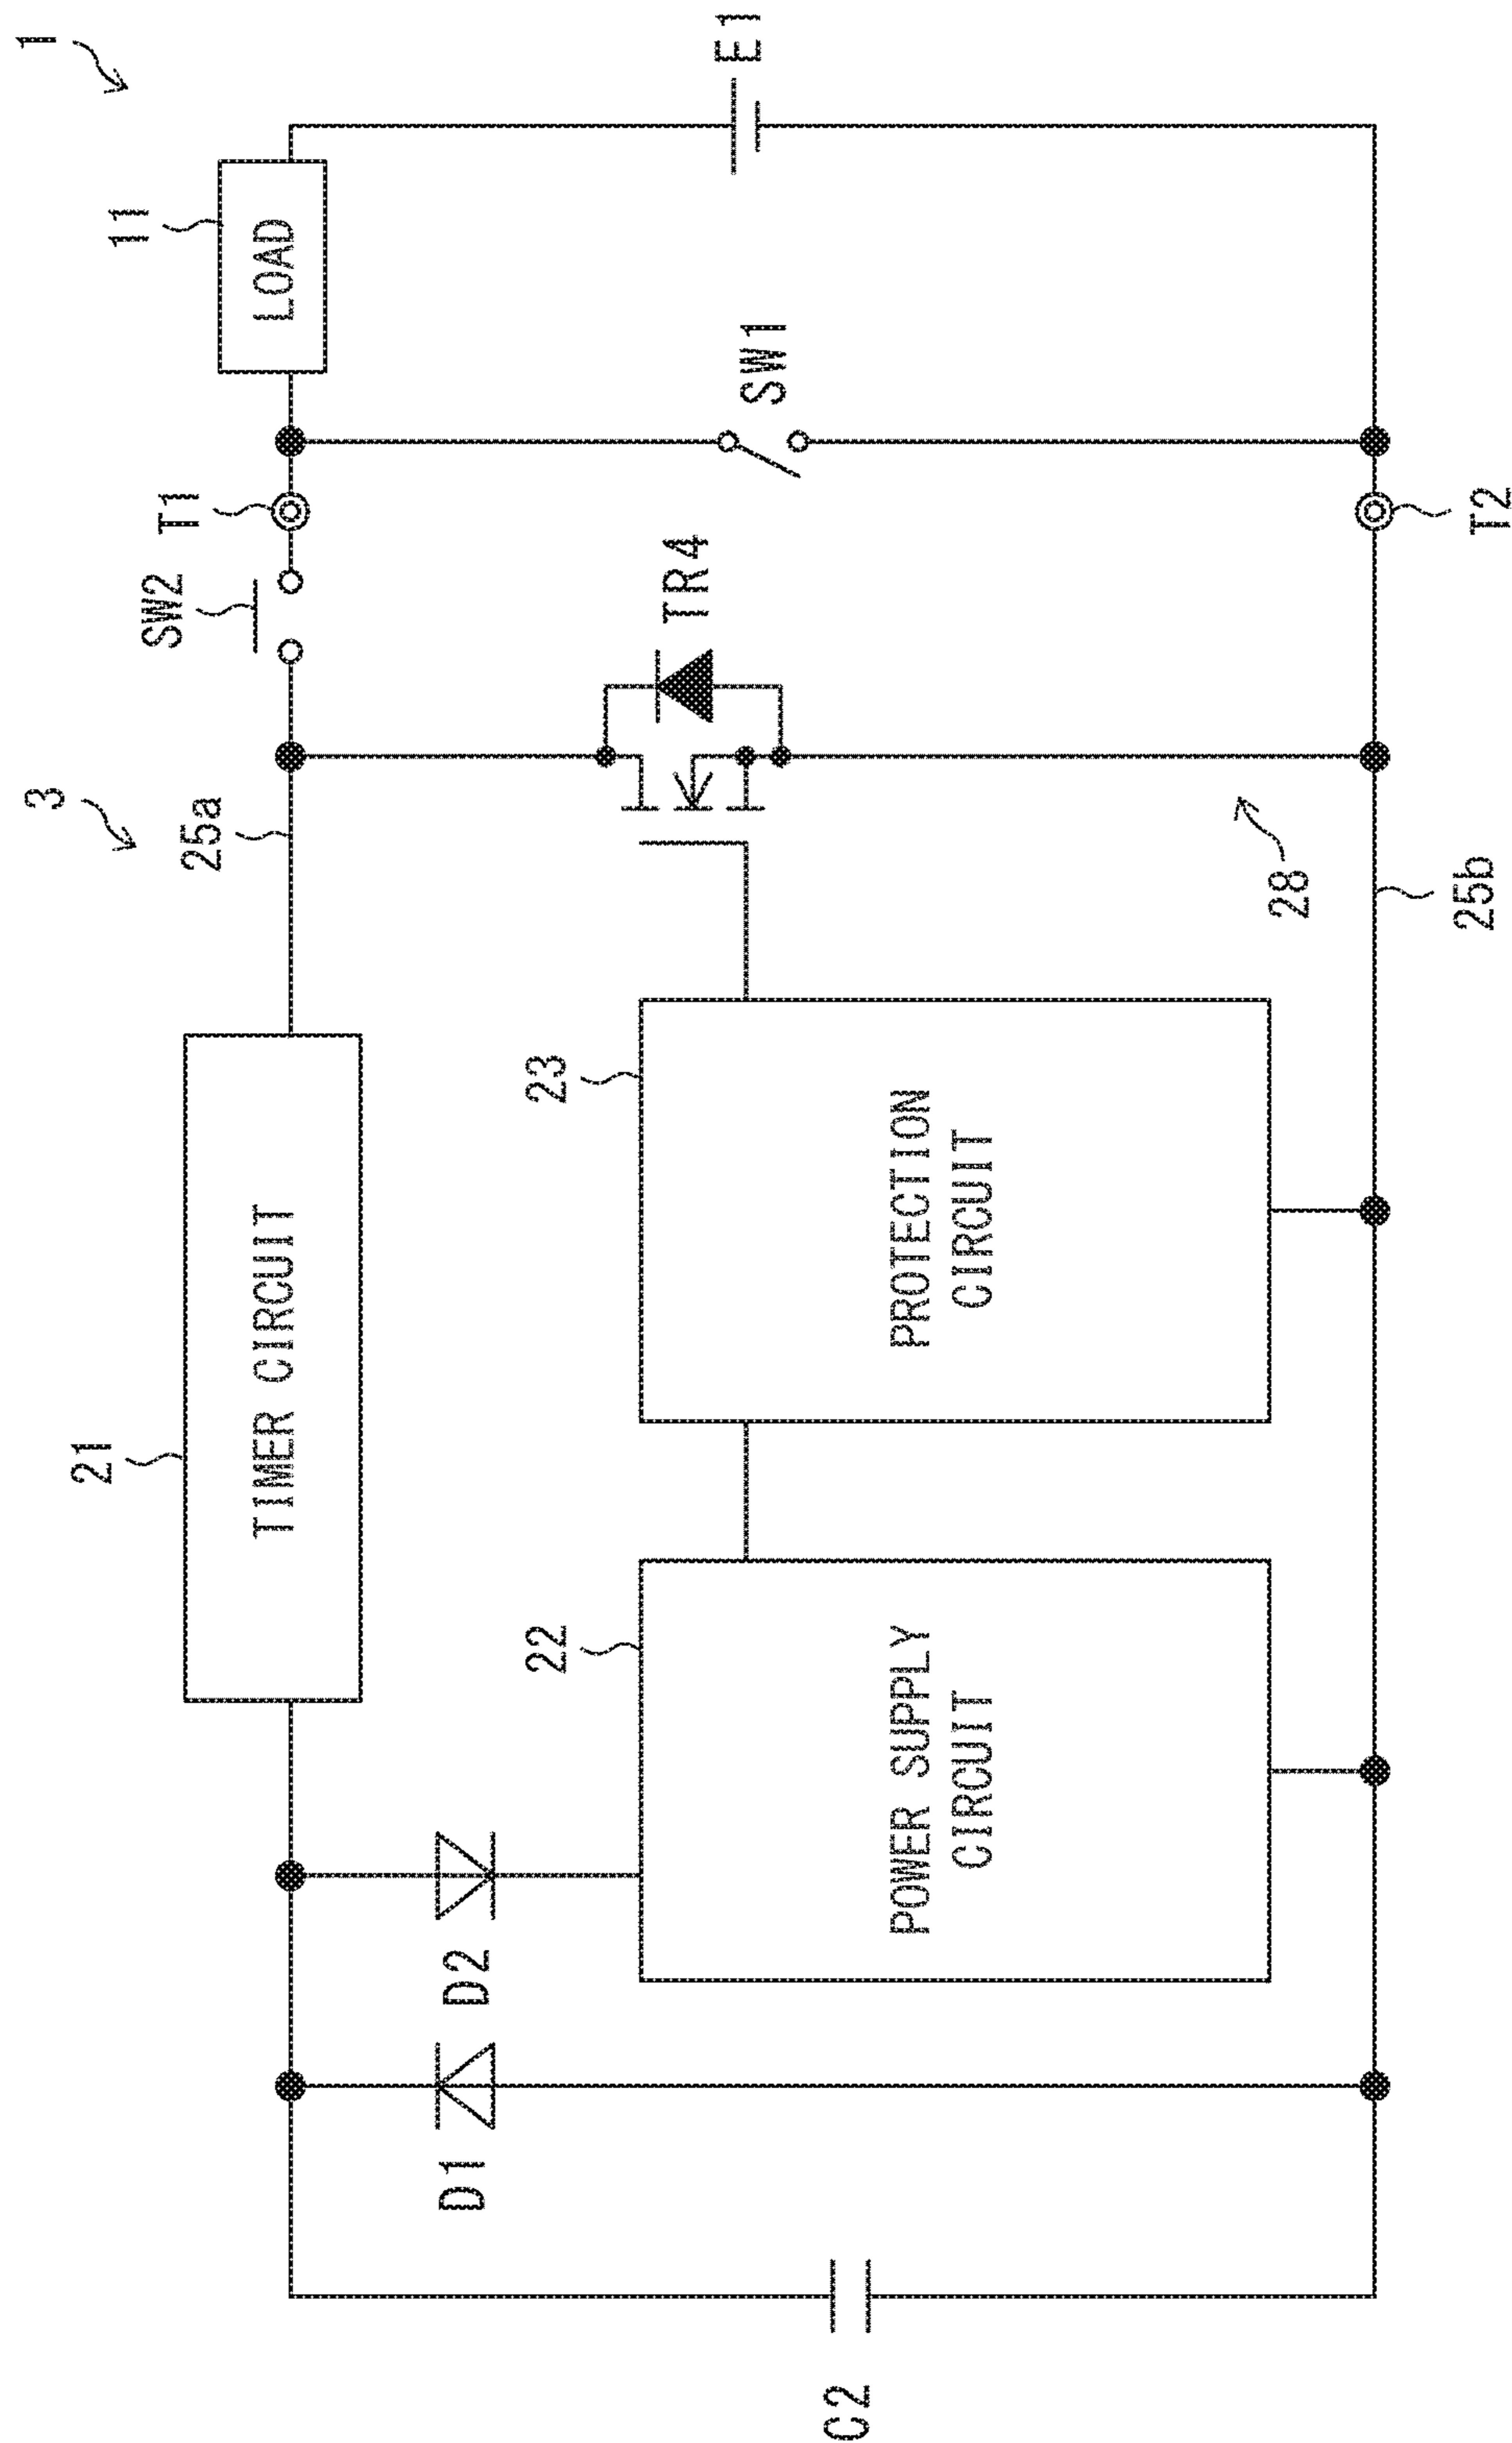 1
3
E1
11
LOAD
SW1
T1
T2
SW2
TR4
25a
28
25b
21
TIMER CIRCUIT
23
PROTECTION
CIRCUIT
22
POWER SUPPLY
CIRCUIT
D2
D1
C2